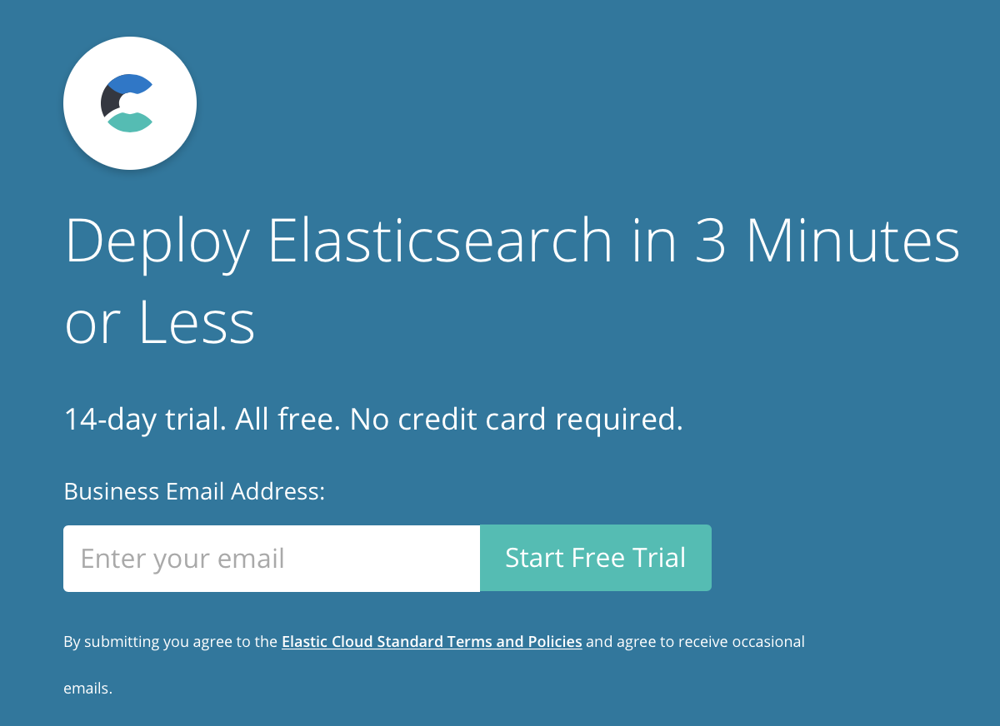 Deploy Elasticsearch in 3 Minutes
or Less
14-day trial. All free. No credit card required.
Business Email Address:
Enter your email
Start Free Trial
By submitting you agree to the Elastic Cloud Standard Terms and Policies and agree to receive occasional
emails.